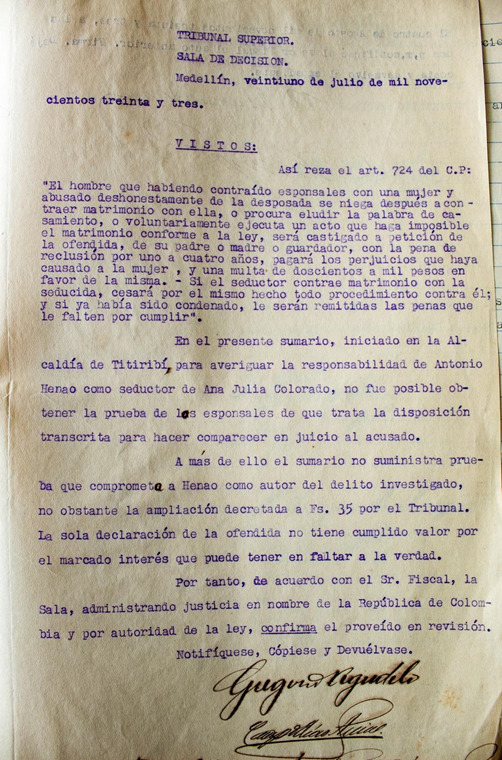 TRIBUNAL SUPERIOR.
SALA DE DECISION.
Medellín, veintiuno de julio de mil nove-
cientos treinta y tres.
V I S T O S:
Así reza el art. 724 del C.P:
"El hombre que habiendo contraído esponsales con una mujer y
abusado deshonestamente de la desposada se niega después a con-
traer matrimonio con ella, o procura eludir la palabra de ca-
samiento, o voluntariamente ejecuta un acto que haga imposible
el matrimonio conforme a la ley, será castigado a petición de
la ofendida, de su padre o madre o guardador, con la pena de
reclusión por uno a cuatro años, pagará los perjuicios que haya
causado a la mujer , y una multa de doscientos a mil pesos en
favor de la misma. - Si el seductor contrae matrimonio con la
seducida, cesará por el mismo hecho todo procedimiento contra él;
y si ya había sido condenado, le serán remitidas las penas que
le falten por cumplir".
En el presente sumario, iniciado en la Al-
caldía de Titiribí, para averiguar la responsabilidad de Antonio
Henao como seductor de Ana Julia Colorado, no fue posible ob-
tener la prueba de los esponsales de que trata la disposición
transcrita para hacer comparecer en juicio al acusado.
A más de ello el sumario no suministra prue-
ba que comprometa a Henao como autor del delito investigado,
no obstante la ampliación decretada a Fs. 35 por el Tribunal.
La sola declaración de la ofendida no tiene cumplido valor por
el marcado interés que puede tener en faltar a la verdad.
Por tanto, de acuerdo con el Sr. Fiscal, la
Sala, administrando justicia en nombre de la República de Colom-
bia y por autoridad de la ley, confirma el proveído en revisión.
Notifíquese, Cópiese y Devuélvase.
Gregorio Agudelo